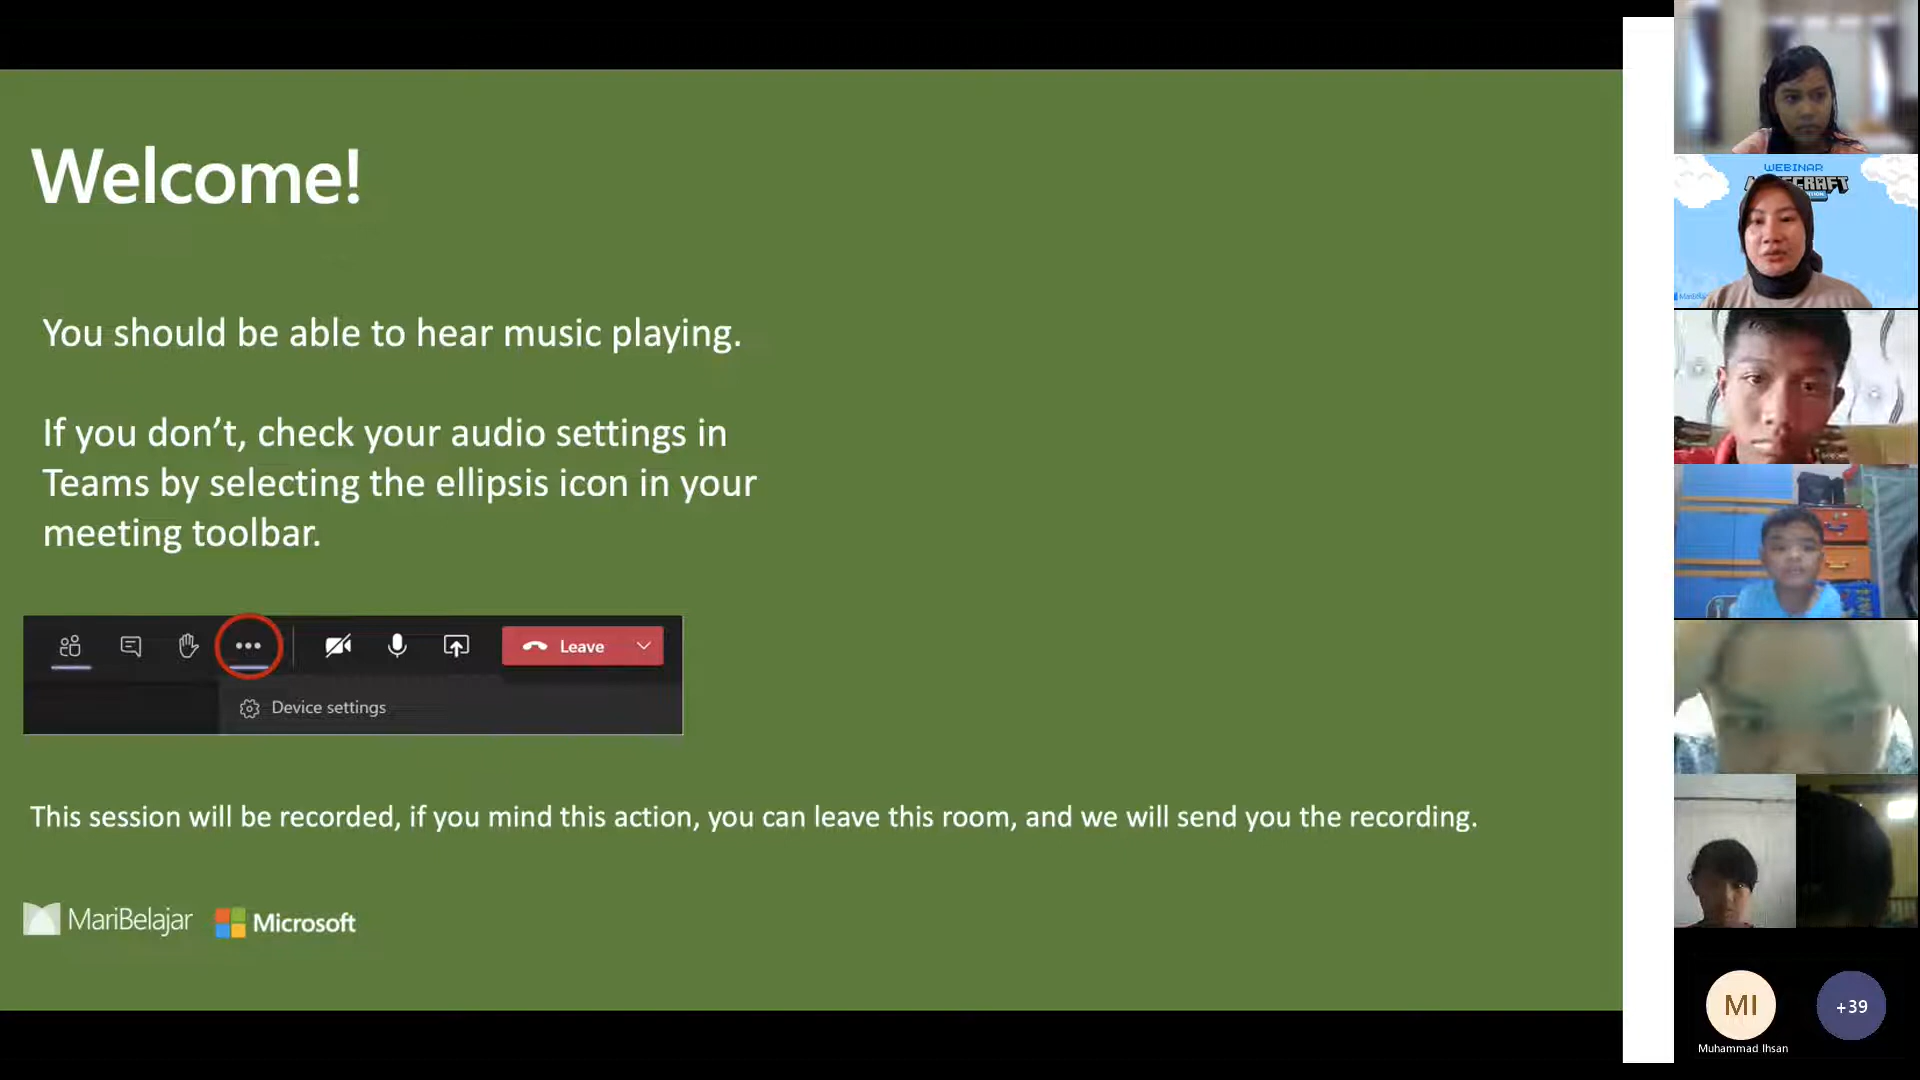 Welcome!
You should be able to hear music playing.
If you don’t, check your audio settings in
Teams by selecting the ellipsis icon in your
meeting toolbar.
Leave
Device settings
This session will be recorded, if you mind this action, you can leave this room, and we will send you the recording.
MariBelajar
Microsoft
WEBINAR
MI
+39
Muhammad Ihsan